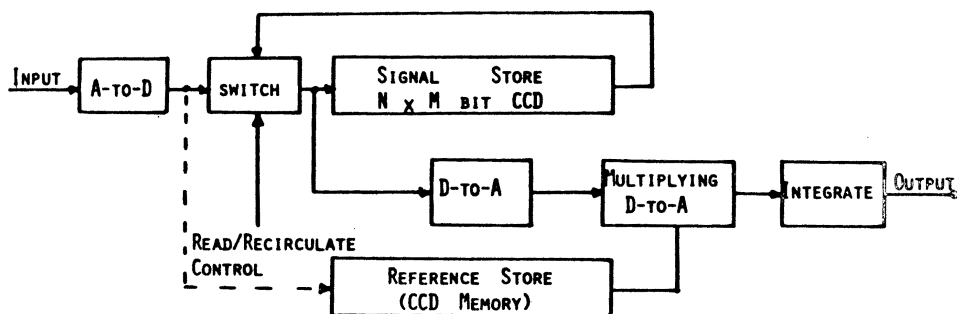 INPUT
A-TO-D
SWITCH
SIGNAL STORE
N X M BIT CCD
D-TO-A
MULTIPLYING
D-TO-A
INTEGRATE
OUTPUT
READ/RECIRCULATE
CONTROL
REFERENCE STORE
(CCD MEMORY)